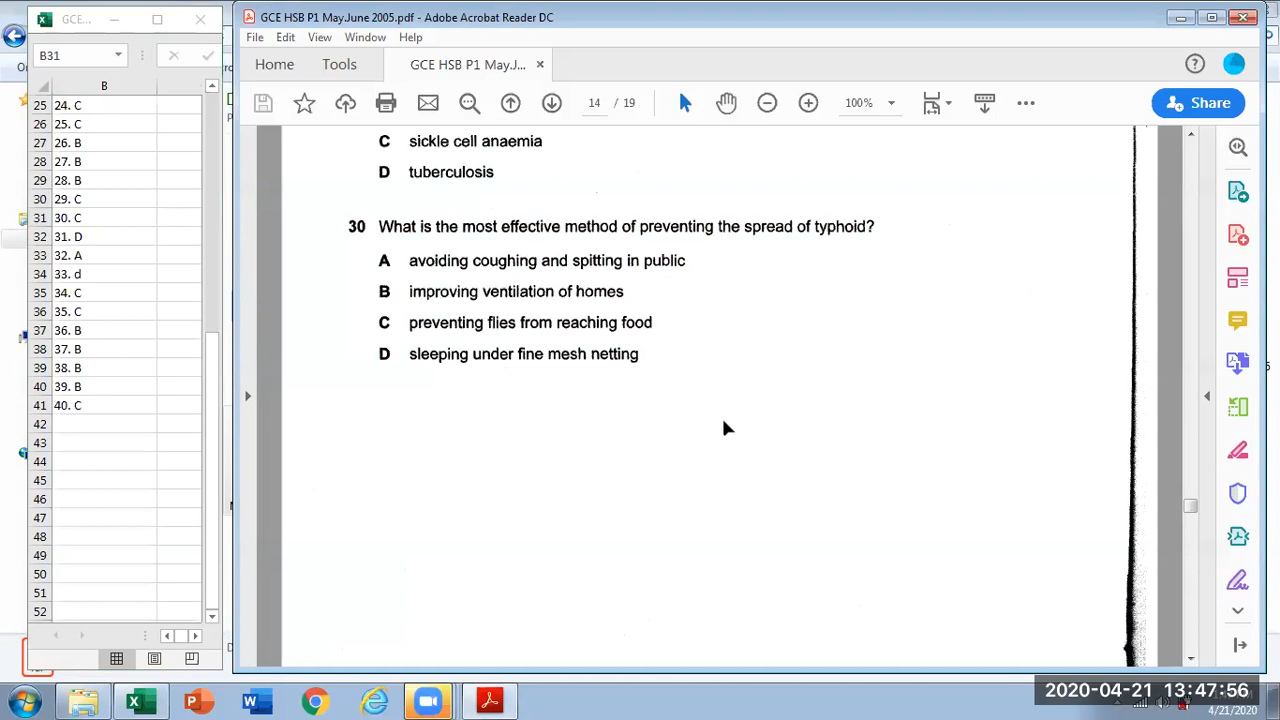 GCE...
GCE HSB P1 May.June 2005.pdf - Adobe Acrobat Reader DC
B31
File Edit View Window Help
Home Tools GCE HSB P1 May.J... ×
14 / 19
100%
Share
B
25 24. C
26 25. C
27 26. B
28 27. B
29 28. B
30 29. C
31 30. C
32 31. D
33 32. A
34 33. d
35 34. C
36 35. C
37 36. B
38 37. B
39 38. B
40 39. B
41 40. C
42
43
44
45
46
47
48
49
50
51
52
C sickle cell anaemia
D tuberculosis
30 What is the most effective method of preventing the spread of typhoid?
A avoiding coughing and spitting in public
B improving ventilation of homes
C preventing flies from reaching food
D sleeping under fine mesh netting
2020-04-21 13:47:56
4/21/2020